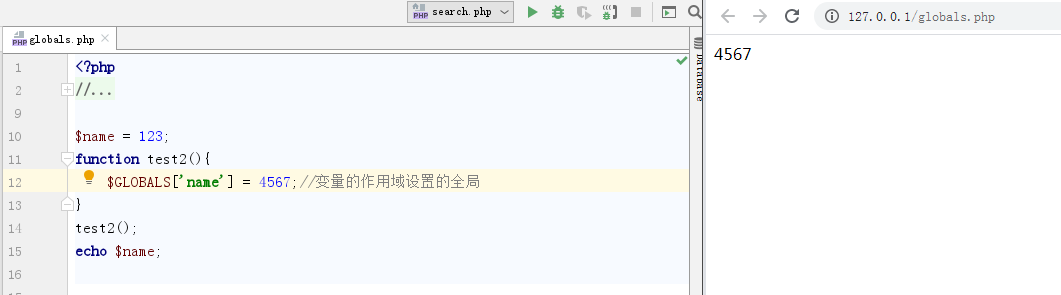 search.php
127.0.0.1/globals.php
globals.php
4567
Database
1 <?php
2 //...
9
10 $name = 123;
11 function test2(){
12 $GLOBALS['name'] = 4567;//变量的作用域设置的全局
13 }
14 test2();
15 echo $name;
16